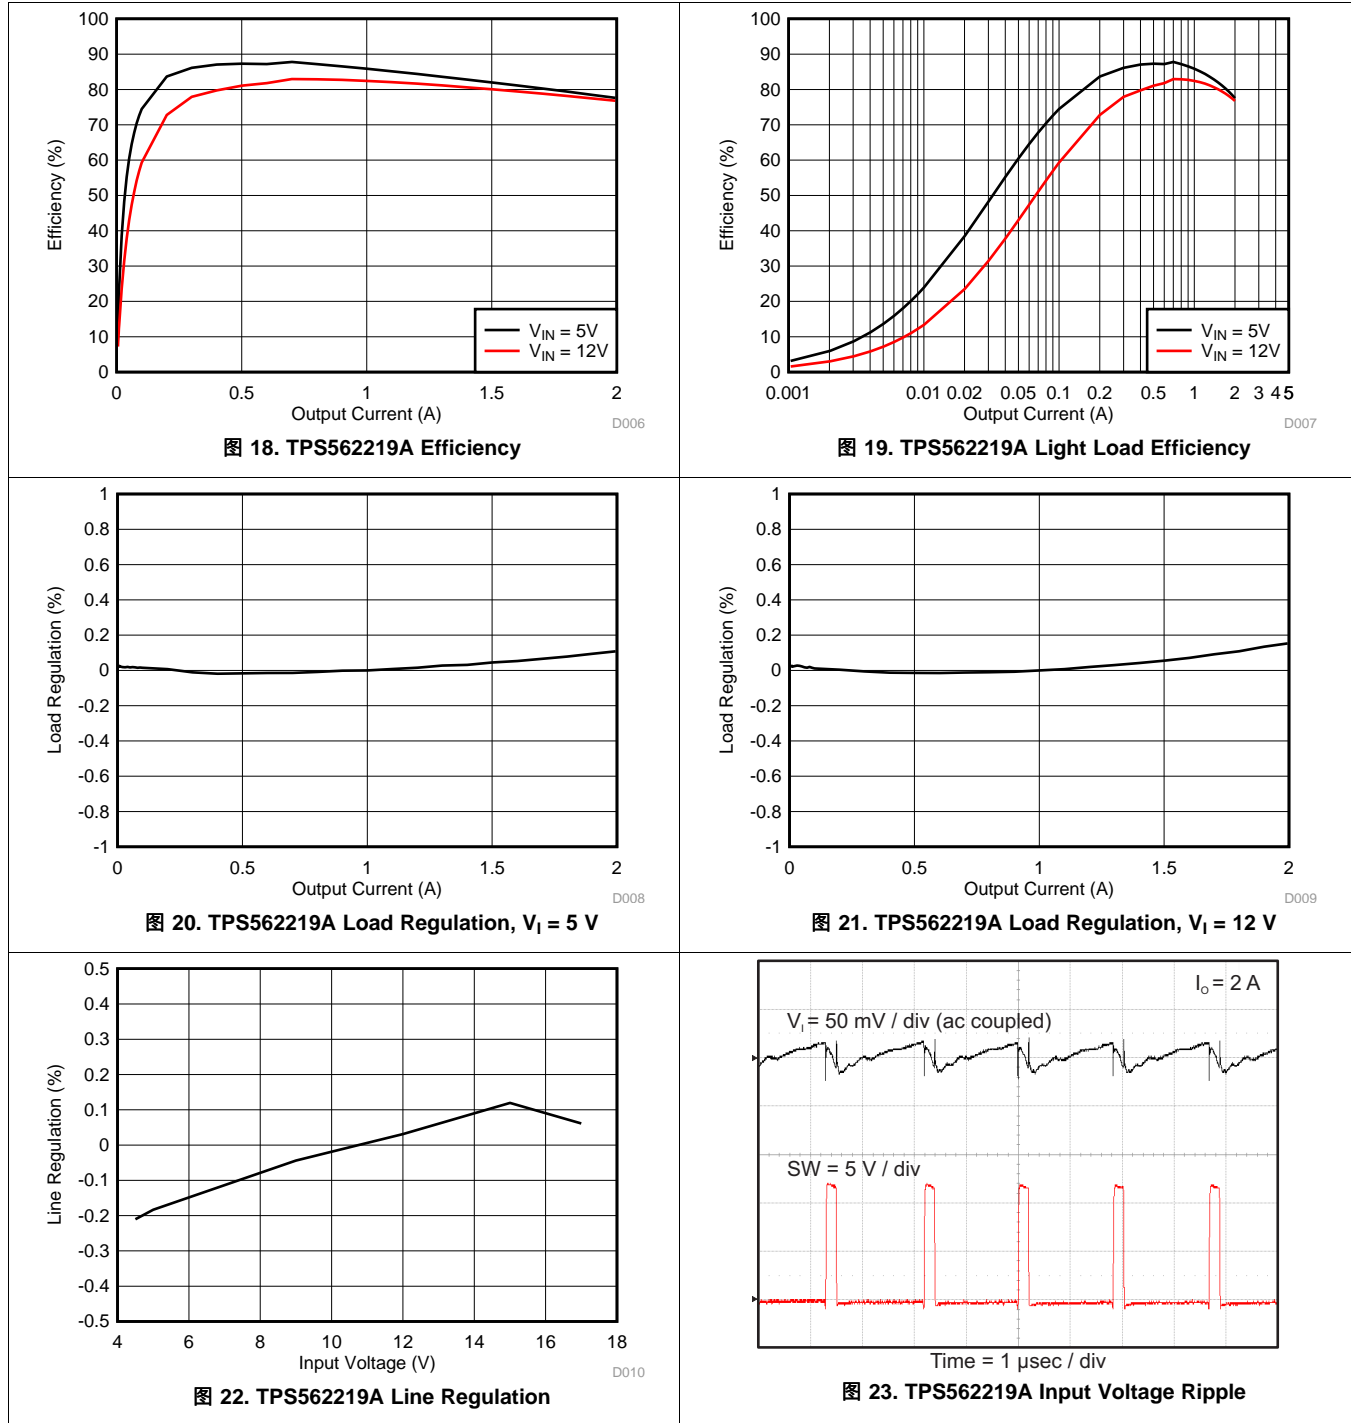 100
90
80
70
60
50
40
30
20
10
0
Efficiency (%)
V_IN = 5V
V_IN = 12V
0 0.5 1 1.5 2
Output Current (A)
D006
图 18. TPS562219A Efficiency
100
90
80
70
60
50
40
30
20
10
0
Efficiency (%)
V_IN = 5V
V_IN = 12V
0.001 0.01 0.02 0.05 0.1 0.2 0.5 1 2 3 4 5
Output Current (A)
D007
图 19. TPS562219A Light Load Efficiency
1
0.8
0.6
0.4
0.2
0
-0.2
-0.4
-0.6
-0.8
-1
Load Regulation (%)
0 0.5 1 1.5 2
Output Current (A)
D008
图 20. TPS562219A Load Regulation, V_I = 5 V
1
0.8
0.6
0.4
0.2
0
-0.2
-0.4
-0.6
-0.8
-1
Load Regulation (%)
0 0.5 1 1.5 2
Output Current (A)
D009
图 21. TPS562219A Load Regulation, V_I = 12 V
0.5
0.4
0.3
0.2
0.1
0
-0.1
-0.2
-0.3
-0.4
-0.5
Line Regulation (%)
4 6 8 10 12 14 16 18
Input Voltage (V)
D010
图 22. TPS562219A Line Regulation
I_O = 2 A
V_I = 50 mV / div (ac coupled)
SW = 5 V / div
Time = 1 µsec / div
图 23. TPS562219A Input Voltage Ripple